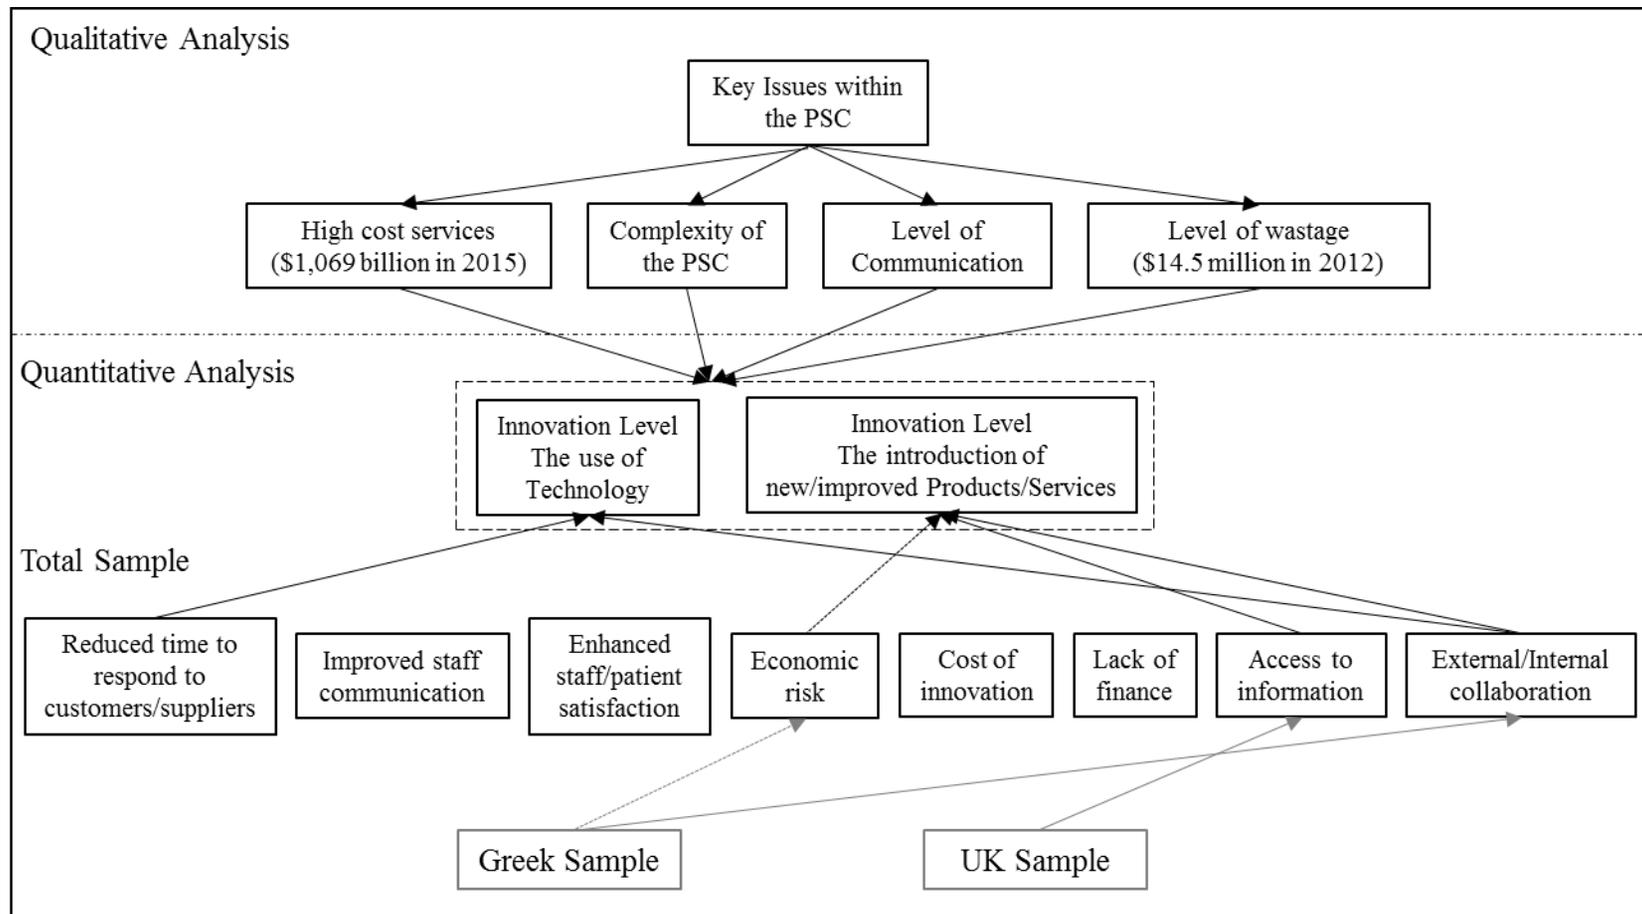 Qualitative Analysis
Key Issues within
the PSC
High cost services
($1,069 billion in 2015)
Complexity of
the PSC
Level of
Communication
Level of wastage
($14.5 million in 2012)
Quantitative Analysis
Innovation Level
The use of
Technology
Innovation Level
The introduction of
new/improved Products/Services
Total Sample
Reduced time to
respond to
customers/suppliers
Improved staff
communication
Enhanced
staff/patient
satisfaction
Economic
risk
Cost of
innovation
Lack of
finance
Access to
information
External/Internal
collaboration
Greek Sample
UK Sample